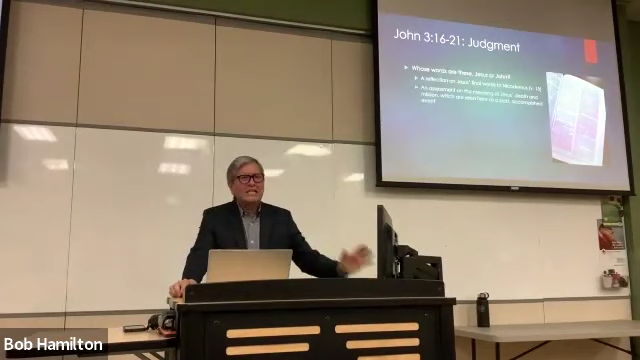 John 3:16-21: Judgment
Whose words are these, Jesus or John?
A reflection on Jesus' final words to Nicodemus (v. 15)
An assessment on the meaning of Jesus' death and
mission, which are seen here as a past, accomplished
event
Bob Hamilton